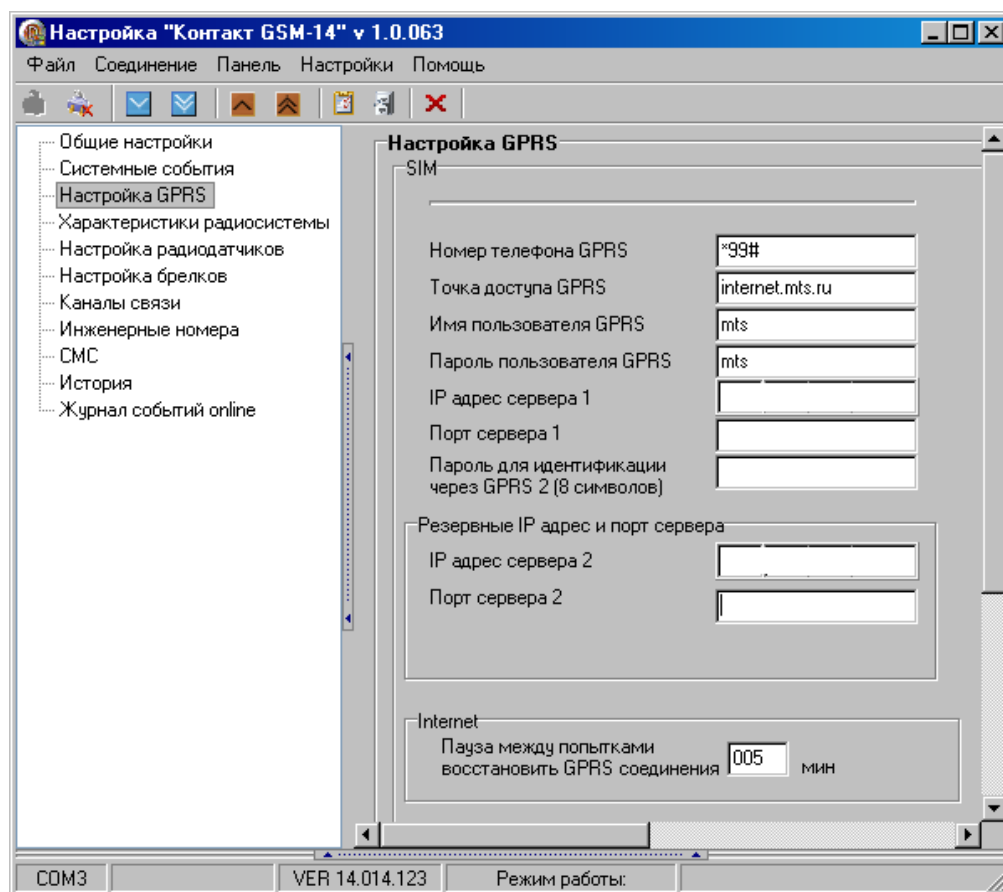 Настройка "Контакт GSM-14" v 1.0.063
Файл Соединение Панель Настройки Помощь
Общие настройки
Системные события
Настройка GPRS
Характеристики радиосистемы
Настройка радиодатчиков
Настройка брелков
Каналы связи
Инженерные номера
СМС
История
Журнал событий online
Настройка GPRS
SIM
Номер телефона GPRS *99#
Точка доступа GPRS internet.mts.ru
Имя пользователя GPRS mts
Пароль пользователя GPRS mts
IP адрес сервера 1
Порт сервера 1
Пароль для идентификации
через GPRS 2 (8 символов)
Резервные IP адрес и порт сервера
IP адрес сервера 2
Порт сервера 2
Internet
Пауза между попытками
восстановить GPRS соединения 005 мин
COM3 VER 14.014.123 Режим работы: